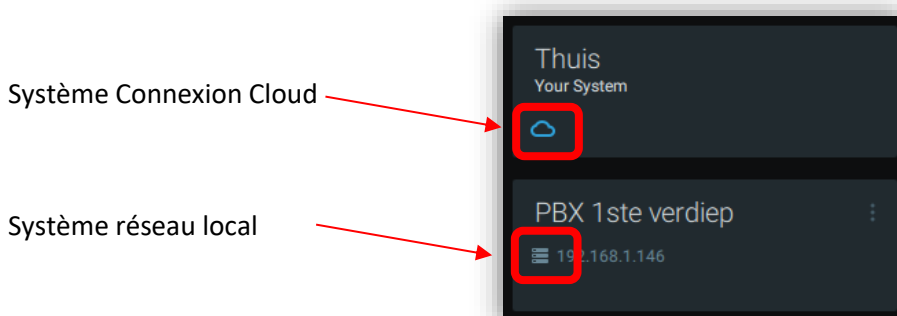 Thuis
Your System
Système Connexion Cloud
PBX 1ste verdiep
Système réseau local
192.168.1.146